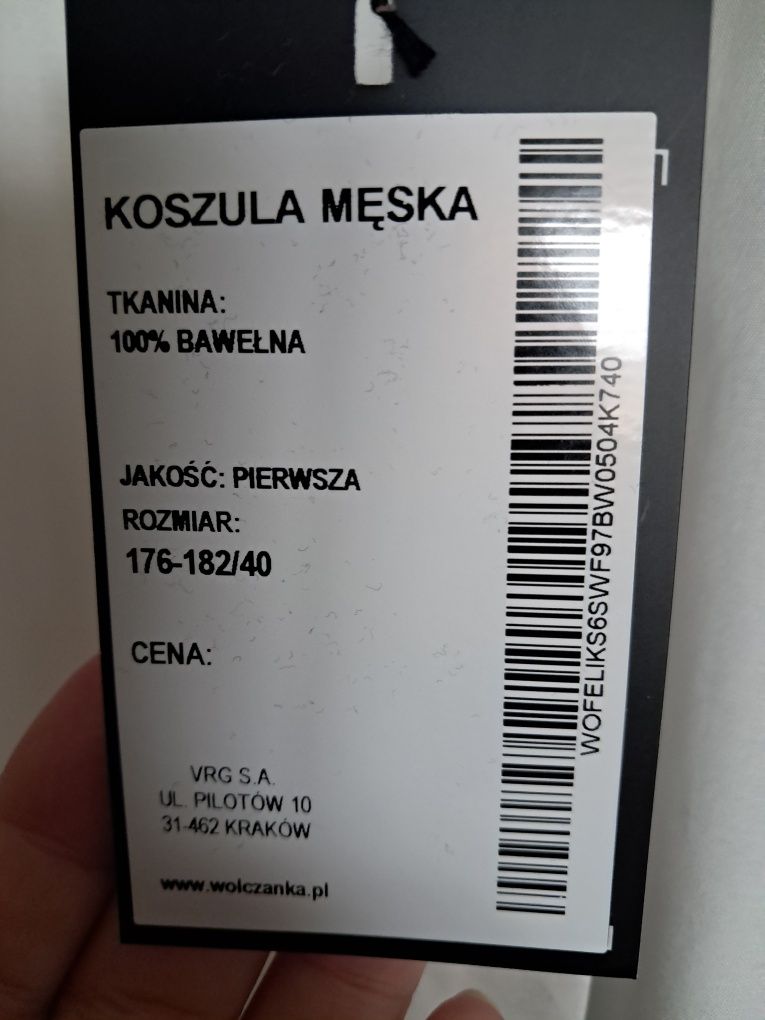 KOSZULA MĘSKA
TKANINA:
100% BAWEŁNA
JAKOŚĆ: PIERWSZA
ROZMIAR:
176-182/40
CENA:
VRG S.A.
UL. PILOTÓW 10
31-462 KRAKÓW
www.wolczanka.pl
WOFELIKS6SWF97BW0504K740